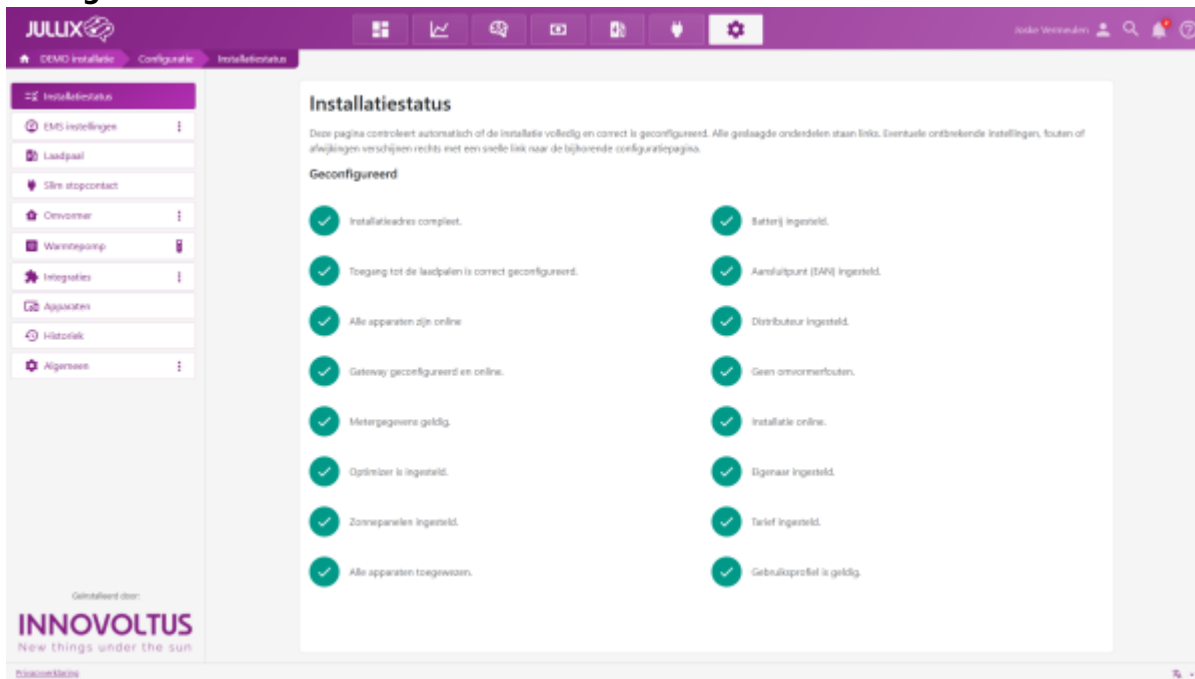 JULLIX
Joske Vermeulen
DEMO installatie
Configuratie
Installatiestatus
Installatiestatus
EMS instellingen
Laadpaal
Slim stopcontact
Omvormer
Warmtepomp
Integraties
Apparaten
Historiek
Algemeen
Geïnstalleerd door:
INNOVOLTUS
New things under the sun
Installatiestatus
Deze pagina controleert automatisch of de installatie volledig en correct is geconfigureerd. Alle geslaagde onderdelen staan links. Eventuele ontbrekende instellingen, fouten of
afwijkingen verschijnen rechts met een snelle link naar de bijhorende configuratiepagina.
Geconfigureerd
Installatieadres compleet.
Batterij ingesteld.
Toegang tot de laadpalen is correct geconfigureerd.
Aansluitpunt (EAN) ingesteld.
Alle apparaten zijn online
Distributeur ingesteld.
Gateway geconfigureerd en online.
Geen omvormerfouten.
Metergegevens geldig.
Installatie online.
Optimizer is ingesteld.
Eigenaar ingesteld.
Zonnepanelen ingesteld.
Tarief ingesteld.
Alle apparaten toegewezen.
Gebruiksprofiel is geldig.
Privacyverklaring